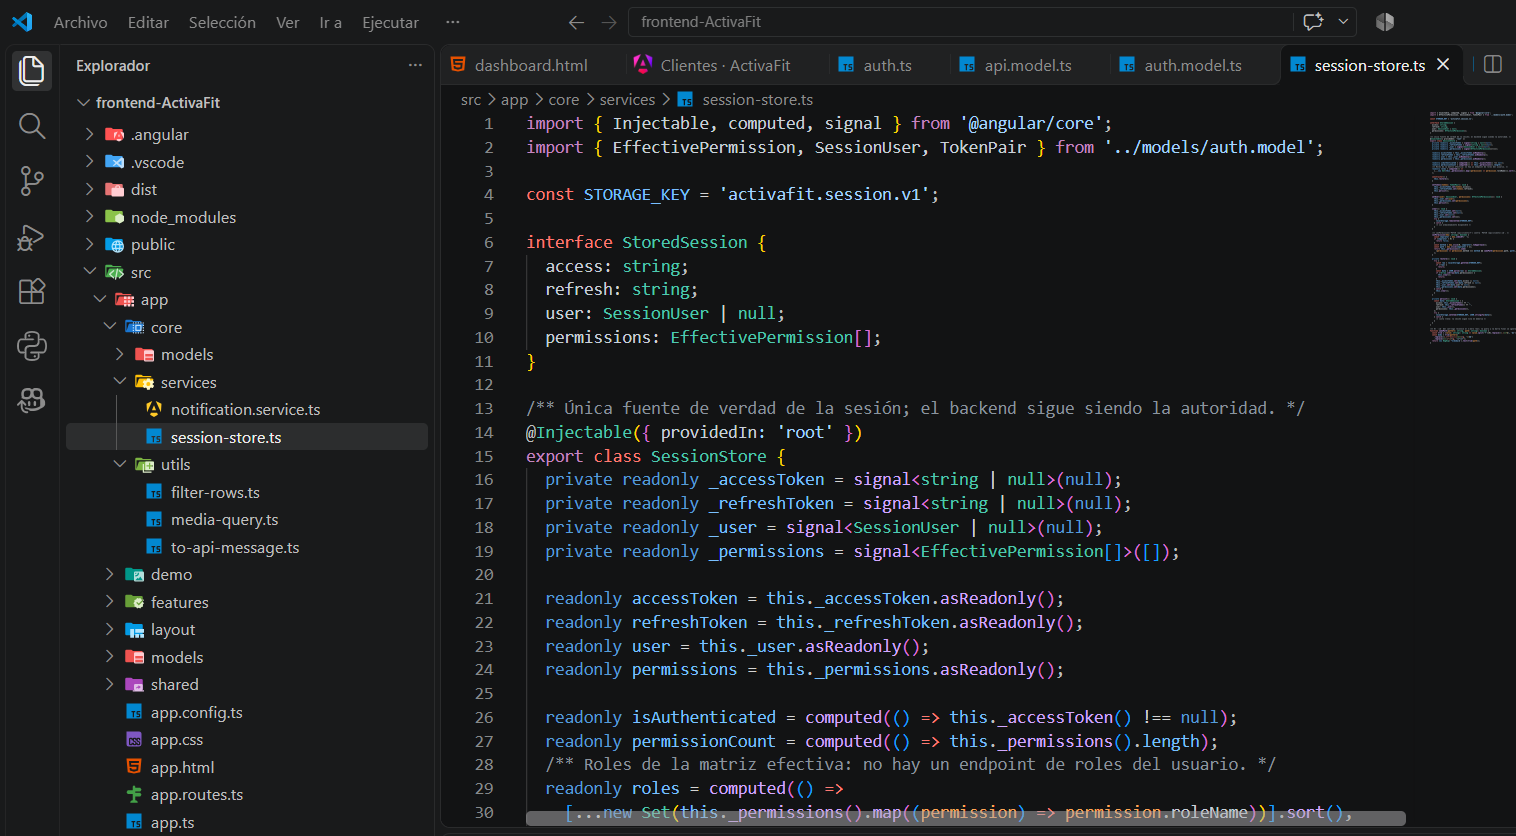 Archivo Editar Selección Ver Ir a Ejecutar ···
frontend-ActivaFit
Explorador ···
frontend-ActivaFit
.angular
.vscode
dist
node_modules
public
src
app
core
models
services
notification.service.ts
session-store.ts
utils
filter-rows.ts
media-query.ts
to-api-message.ts
demo
features
layout
models
shared
app.config.ts
app.css
app.html
app.routes.ts
app.ts
dashboard.html Clientes · ActivaFit auth.ts api.model.ts auth.model.ts session-store.ts
src > app > core > services > session-store.ts
1 import { Injectable, computed, signal } from '@angular/core';
2 import { EffectivePermission, SessionUser, TokenPair } from '../models/auth.model';
3
4 const STORAGE_KEY = 'activafit.session.v1';
5
6 interface StoredSession {
7 access: string;
8 refresh: string;
9 user: SessionUser | null;
10 permissions: EffectivePermission[];
11 }
12
13 /** Única fuente de verdad de la sesión; el backend sigue siendo la autoridad. */
14 @Injectable({ providedIn: 'root' })
15 export class SessionStore {
16 private readonly _accessToken = signal<string | null>(null);
17 private readonly _refreshToken = signal<string | null>(null);
18 private readonly _user = signal<SessionUser | null>(null);
19 private readonly _permissions = signal<EffectivePermission[]>([]);
20
21 readonly accessToken = this._accessToken.asReadonly();
22 readonly refreshToken = this._refreshToken.asReadonly();
23 readonly user = this._user.asReadonly();
24 readonly permissions = this._permissions.asReadonly();
25
26 readonly isAuthenticated = computed(() => this._accessToken() !== null);
27 readonly permissionCount = computed(() => this._permissions().length);
28 /** Roles de la matriz efectiva: no hay un endpoint de roles del usuario. */
29 readonly roles = computed(() =>
30 [...new Set(this._permissions().map((permission) => permission.roleName))].sort(),